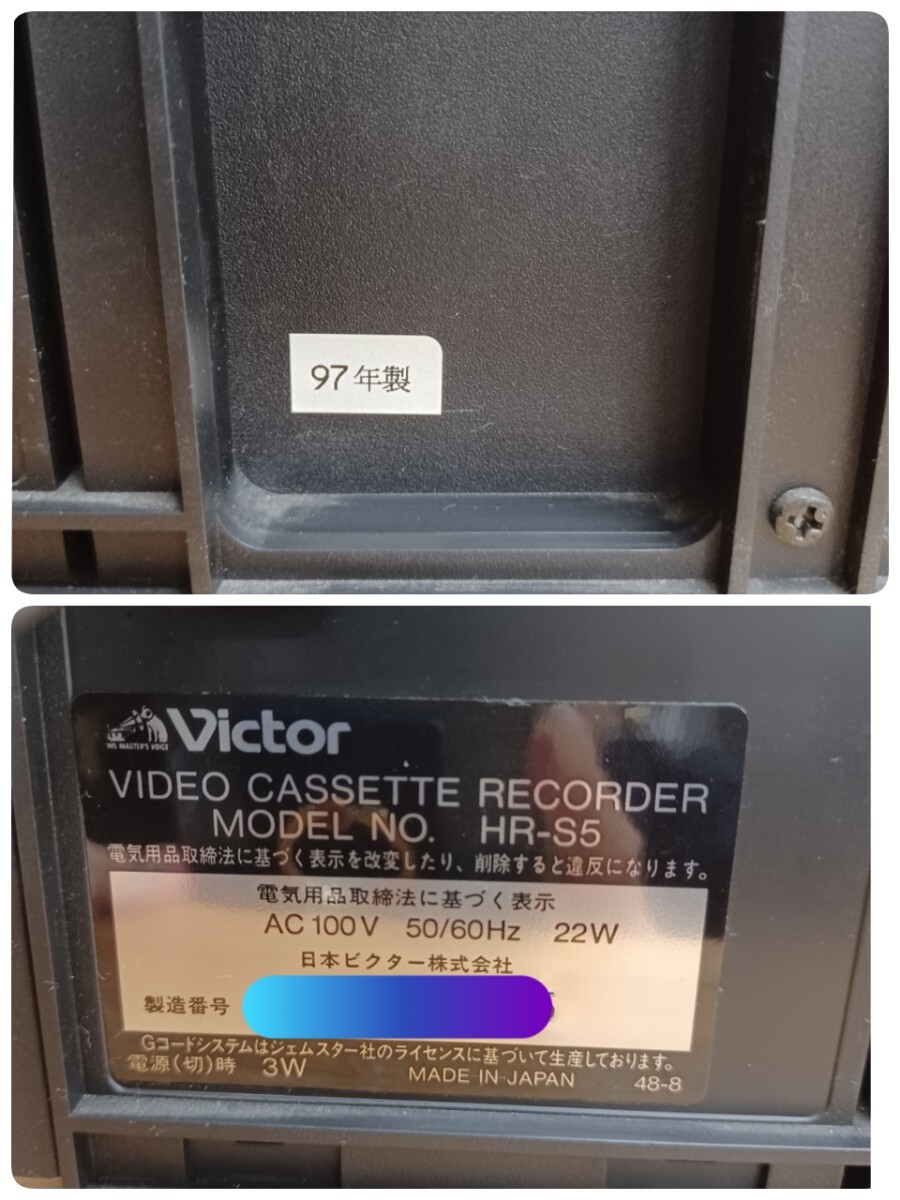 97年製
HIS MASTER'S VOICE
Victor
VIDEO CASSETTE RECORDER
MODEL NO. HR-S5
電気用品取締法に基づく表示を改変したり、削除すると違反になります。
電気用品取締法に基づく表示
AC 100V 50/60Hz 22W
日本ビクター株式会社
製造番号
Gコードシステムはジェムスター社のライセンスに基づいて生産しております。
電源(切)時 3W
MADE IN JAPAN 48-8